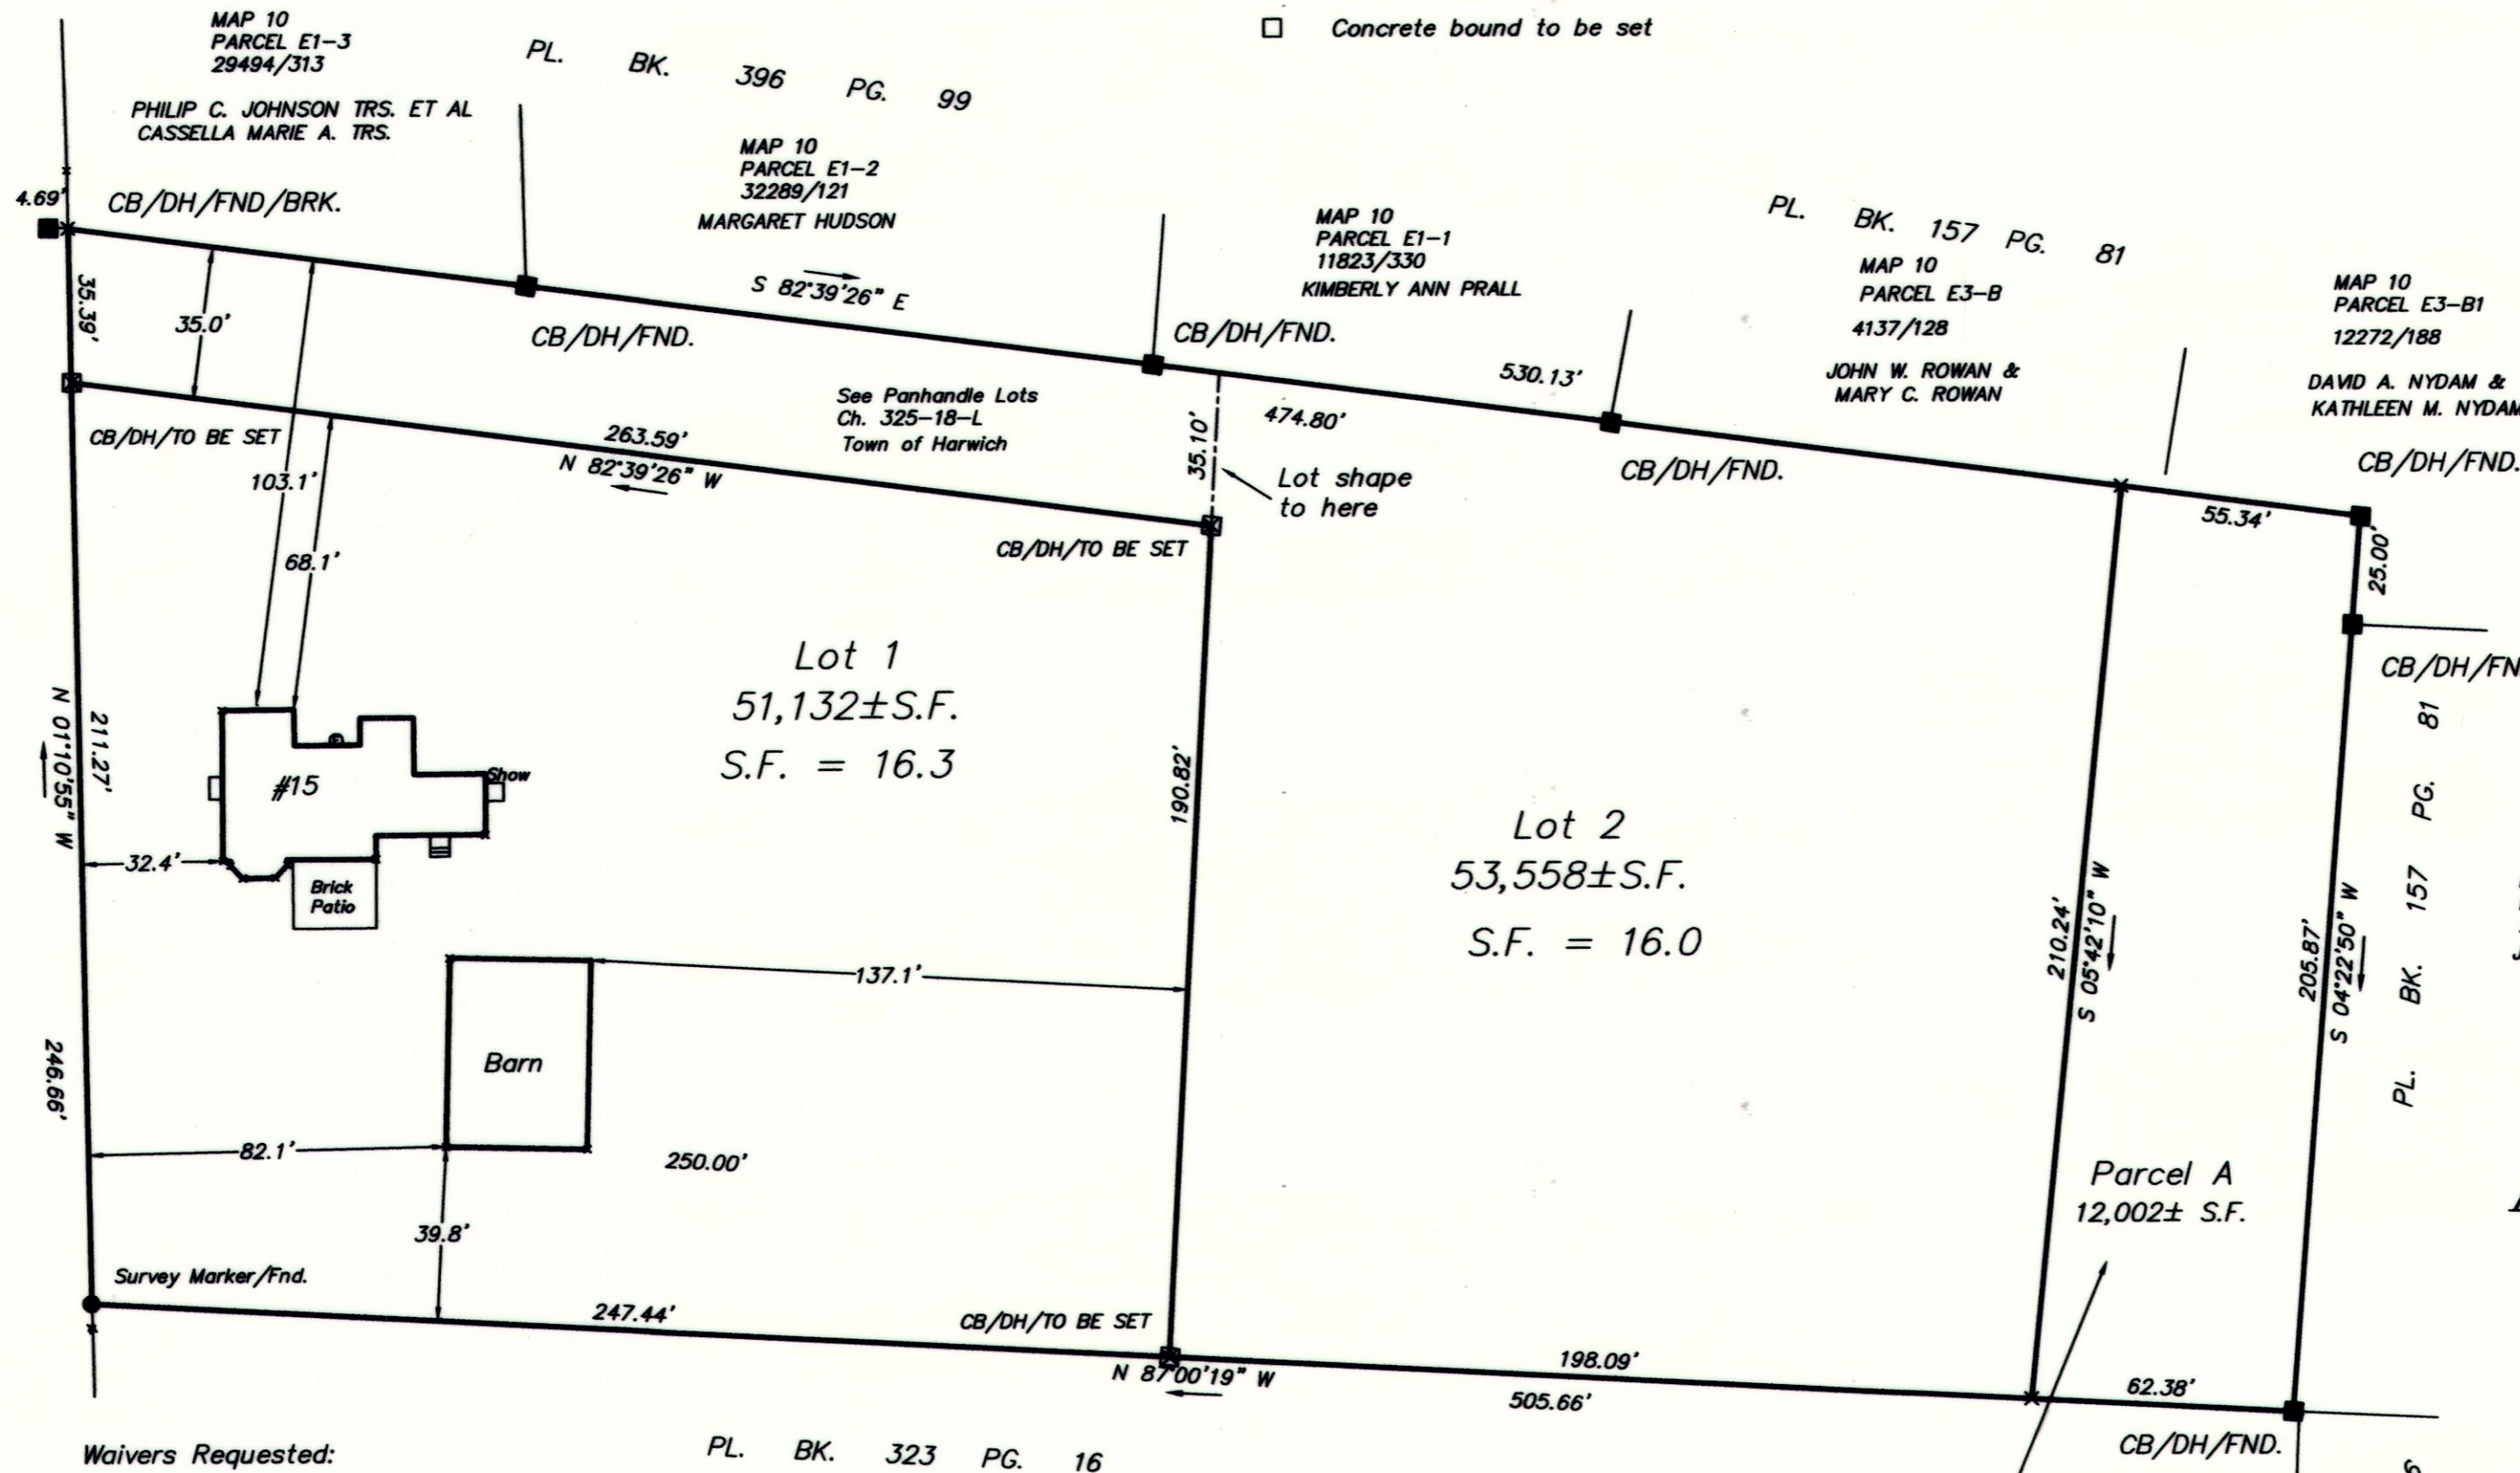 Concrete bound to be set
MAP 10
PARCEL E1-3
29494/313
PHILIP C. JOHNSON TRS. ET AL
CASSELLA MARIE A. TRS.
PL. BK. 396 PG. 99
MAP 10
PARCEL E1-2
32289/121
MARGARET HUDSON
MAP 10
PARCEL E1-1
11823/330
KIMBERLY ANN PRALL
PL. BK. 157 PG. 81
MAP 10
PARCEL E3-B
4137/128
JOHN W. ROWAN &
MARY C. ROWAN
MAP 10
PARCEL E3-B1
12272/188
DAVID A. NYDAM &
KATHLEEN M. NYDAM
4.69'
CB/DH/FND/BRK.
S 82°39'26" E
CB/DH/FND.
CB/DH/FND.
530.13'
474.80'
CB/DH/FND.
CB/DH/FND.
55.34'
25.00'
CB/DH/FN
35.39'
35.0'
CB/DH/TO BE SET
103.1'
68.1'
263.59'
N 82°39'26" W
See Panhandle Lots
Ch. 325-18-L
Town of Harwich
35.10'
Lot shape
to here
CB/DH/TO BE SET
Lot 1
51,132±S.F.
S.F. = 16.3
N 01°10'55" W
211.27'
246.66'
#15
Show
32.4'
Brick
Patio
190.82'
137.1'
Barn
82.1'
250.00'
39.8'
Lot 2
53,558±S.F.
S.F. = 16.0
210.24'
S 05°42'10" W
205.87'
S 04°22'50" W
PL. BK. 157 PG. 81
Parcel A
12,002± S.F.
Survey Marker/Fnd.
247.44'
CB/DH/TO BE SET
N 87°00'19" W
198.09'
505.66'
62.38'
CB/DH/FND.
Waivers Requested:
PL. BK. 323 PG. 16